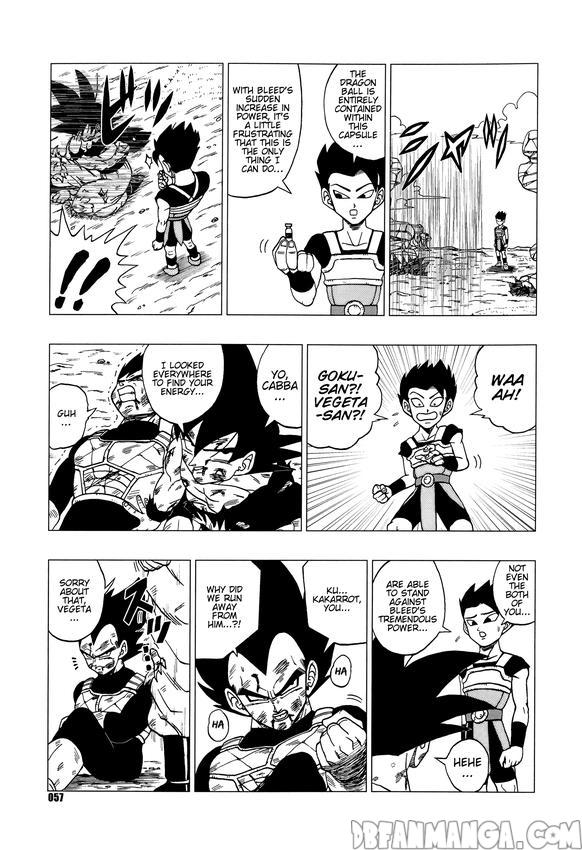 THE
DRAGON
BALL IS
ENTIRELY
CONTAINED
WITHIN
THIS
CAPSULE
...
WITH BLEED'S
SUDDEN
INCREASE IN
POWER, IT'S
A LITTLE
FRUSTRATING
THAT THIS IS
THE ONLY
THING I
CAN DO...
!!
WAA
AH!
GOKU-
SAN?!
VEGETA
-SAN?!
YO,
CABBA
...
I LOOKED
EVERYWHERE
TO FIND YOUR
ENERGY...
GUH
...
NOT
EVEN
THE
BOTH OF
YOU...
ARE ABLE
TO STAND
AGAINST
BLEED'S
TREMENDOUS
POWER...
HEHE
...
KU...
KAKARROT,
YOU...
WHY DID
WE RUN
AWAY
FROM
HIM...?!
HA
HA
SORRY
ABOUT
THAT,
VEGETA
...
057
DBFANMANGA.COM